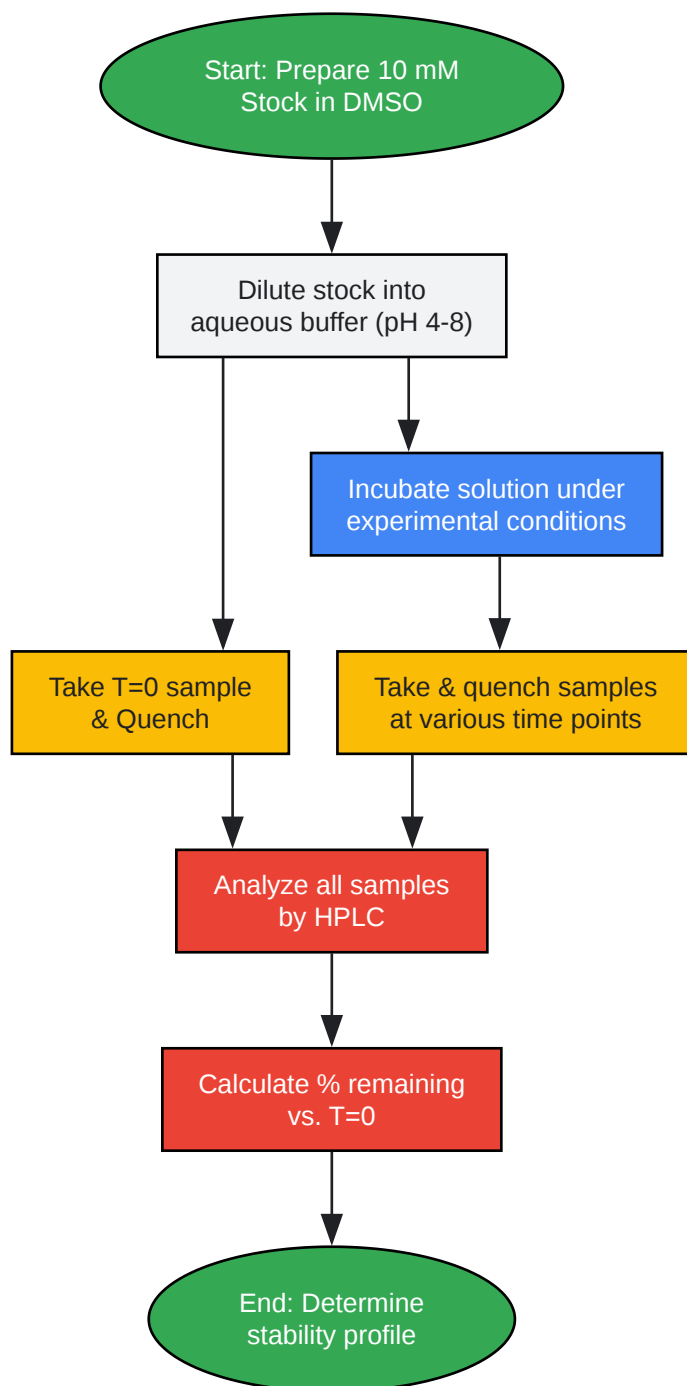 Start: Prepare 10 mM
Stock in DMSO
Dilute stock into
aqueous buffer (pH 4-8)
Incubate solution under
experimental conditions
Take T=0 sample
& Quench
Take & quench samples
at various time points
Analyze all samples
by HPLC
Calculate % remaining
vs. T=0
End: Determine
stability profile